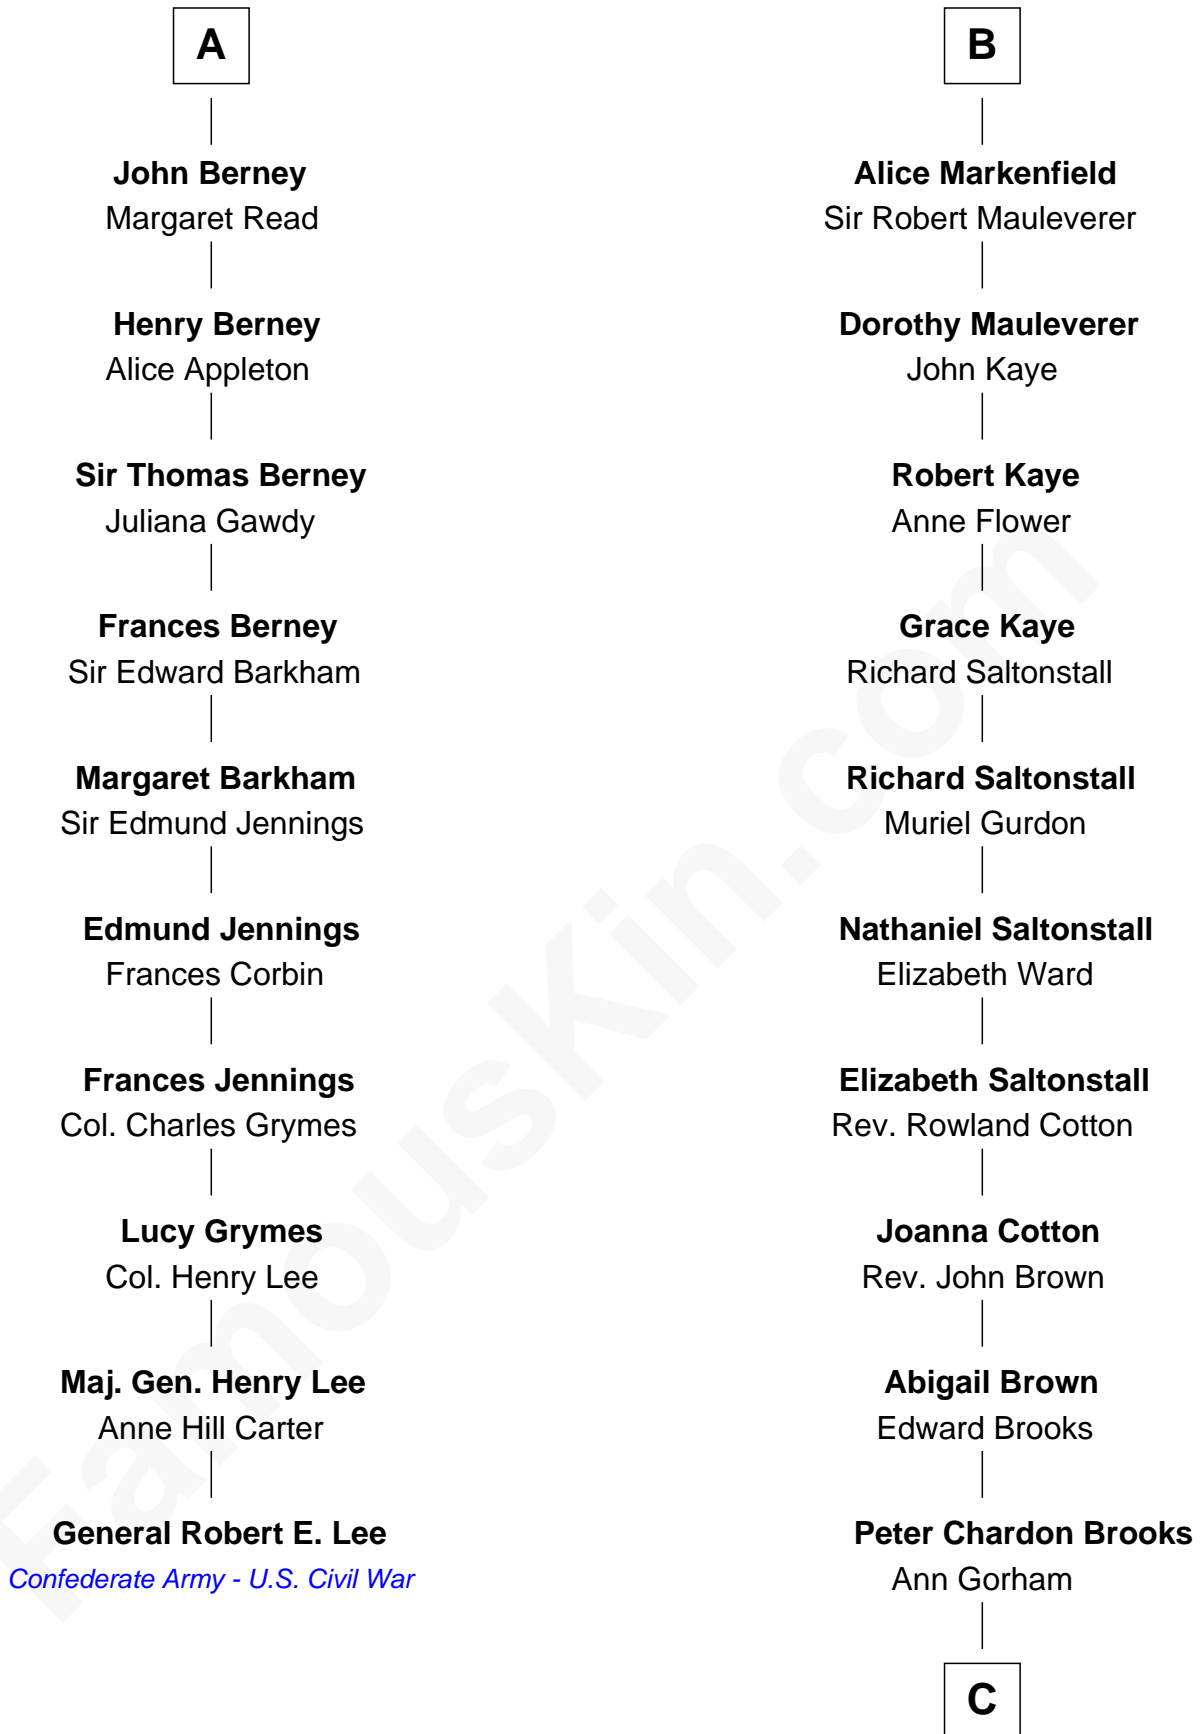 A
John Berney
Margaret Read
Henry Berney
Alice Appleton
Sir Thomas Berney
Juliana Gawdy
Frances Berney
Sir Edward Barkham
Margaret Barkham
Sir Edmund Jennings
Edmund Jennings
Frances Corbin
Frances Jennings
Col. Charles Grymes
Lucy Grymes
Col. Henry Lee
Maj. Gen. Henry Lee
Anne Hill Carter
General Robert E. Lee
Confederate Army - U.S. Civil War
B
Alice Markenfield
Sir Robert Mauleverer
Dorothy Mauleverer
John Kaye
Robert Kaye
Anne Flower
Grace Kaye
Richard Saltonstall
Richard Saltonstall
Muriel Gurdon
Nathaniel Saltonstall
Elizabeth Ward
Elizabeth Saltonstall
Rev. Rowland Cotton
Joanna Cotton
Rev. John Brown
Abigail Brown
Edward Brooks
Peter Chardon Brooks
Ann Gorham
C
FamousKin.com